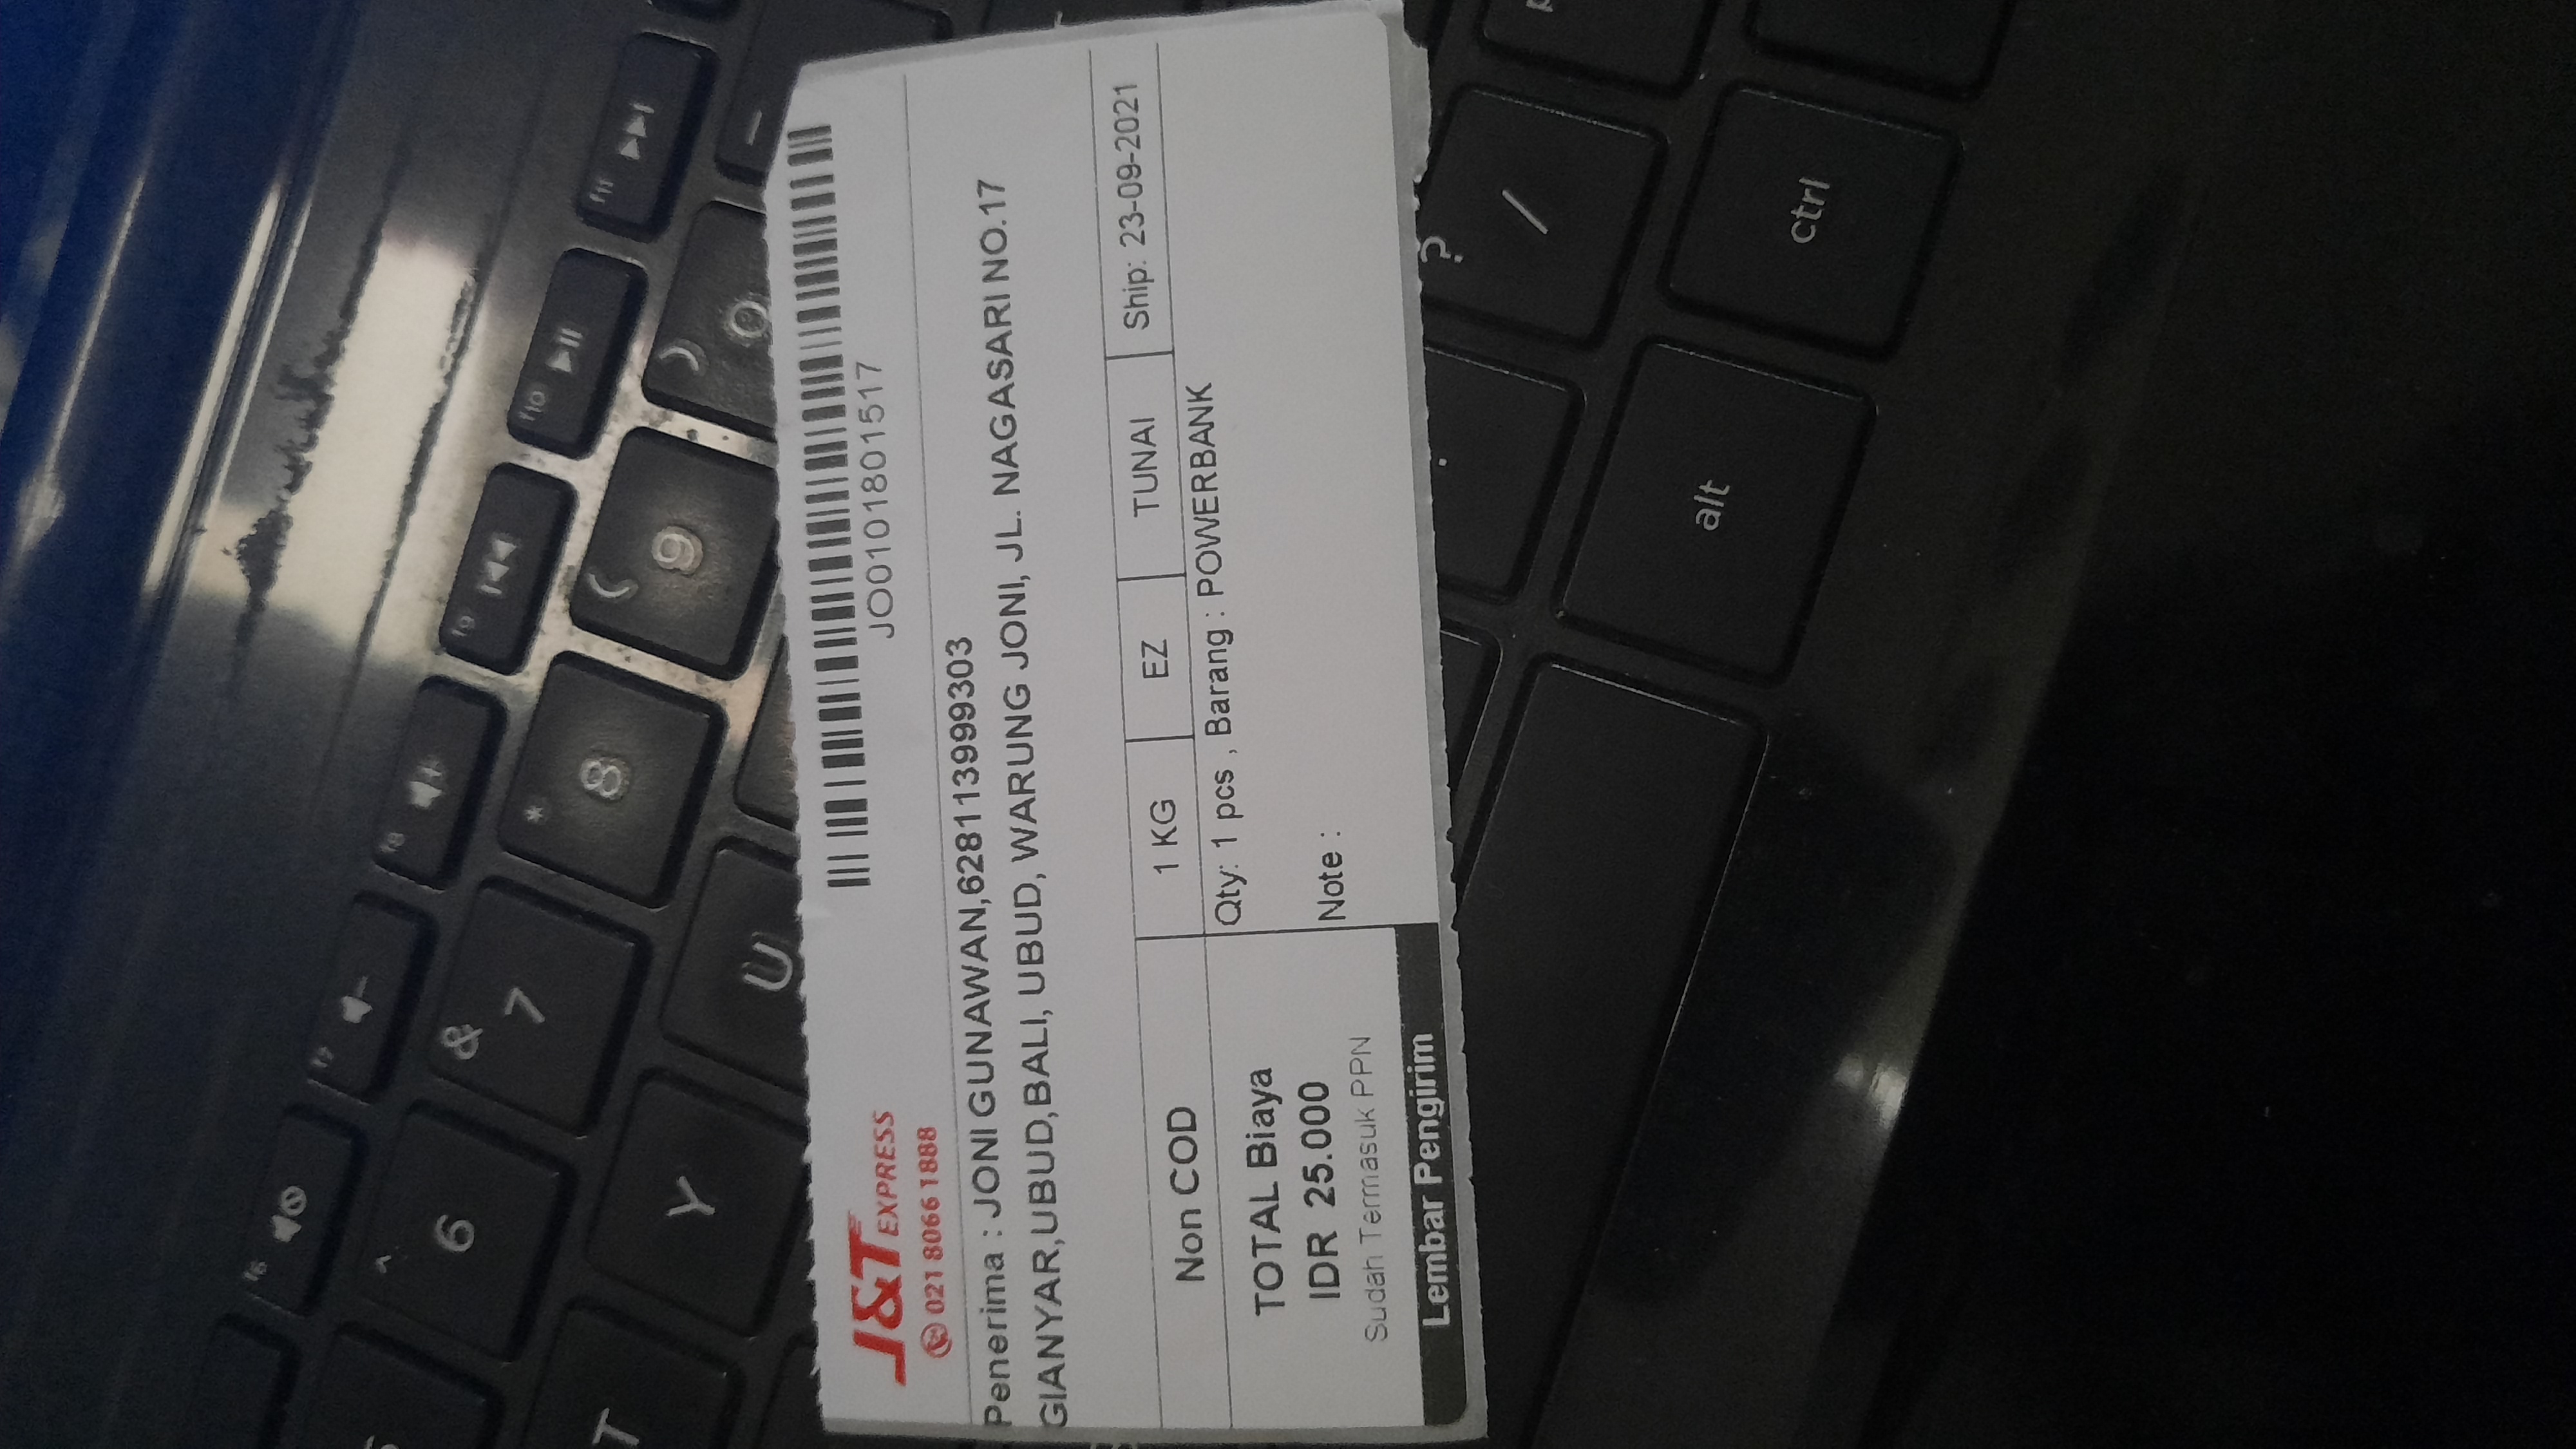 f6
f7
f8
f9
f10
f11
^
6
&
7
*
8
(
9
)
0
-
T
Y
U
J&T EXPRESS
JO0101801517
021 8066 1888
Penerima : JONI GUNAWAN,628113999303
GIANYAR,UBUD,BALI, UBUD, WARUNG JONI, JL. NAGASARI NO.17
Non COD
1 KG
EZ
TUNAI
Ship: 23-09-2021
Qty: 1 pcs , Barang : POWERBANK
TOTAL Biaya
IDR 25.000
Note :
Sudah Termasuk PPN
Lembar Pengirim
?
/
alt
ctrl